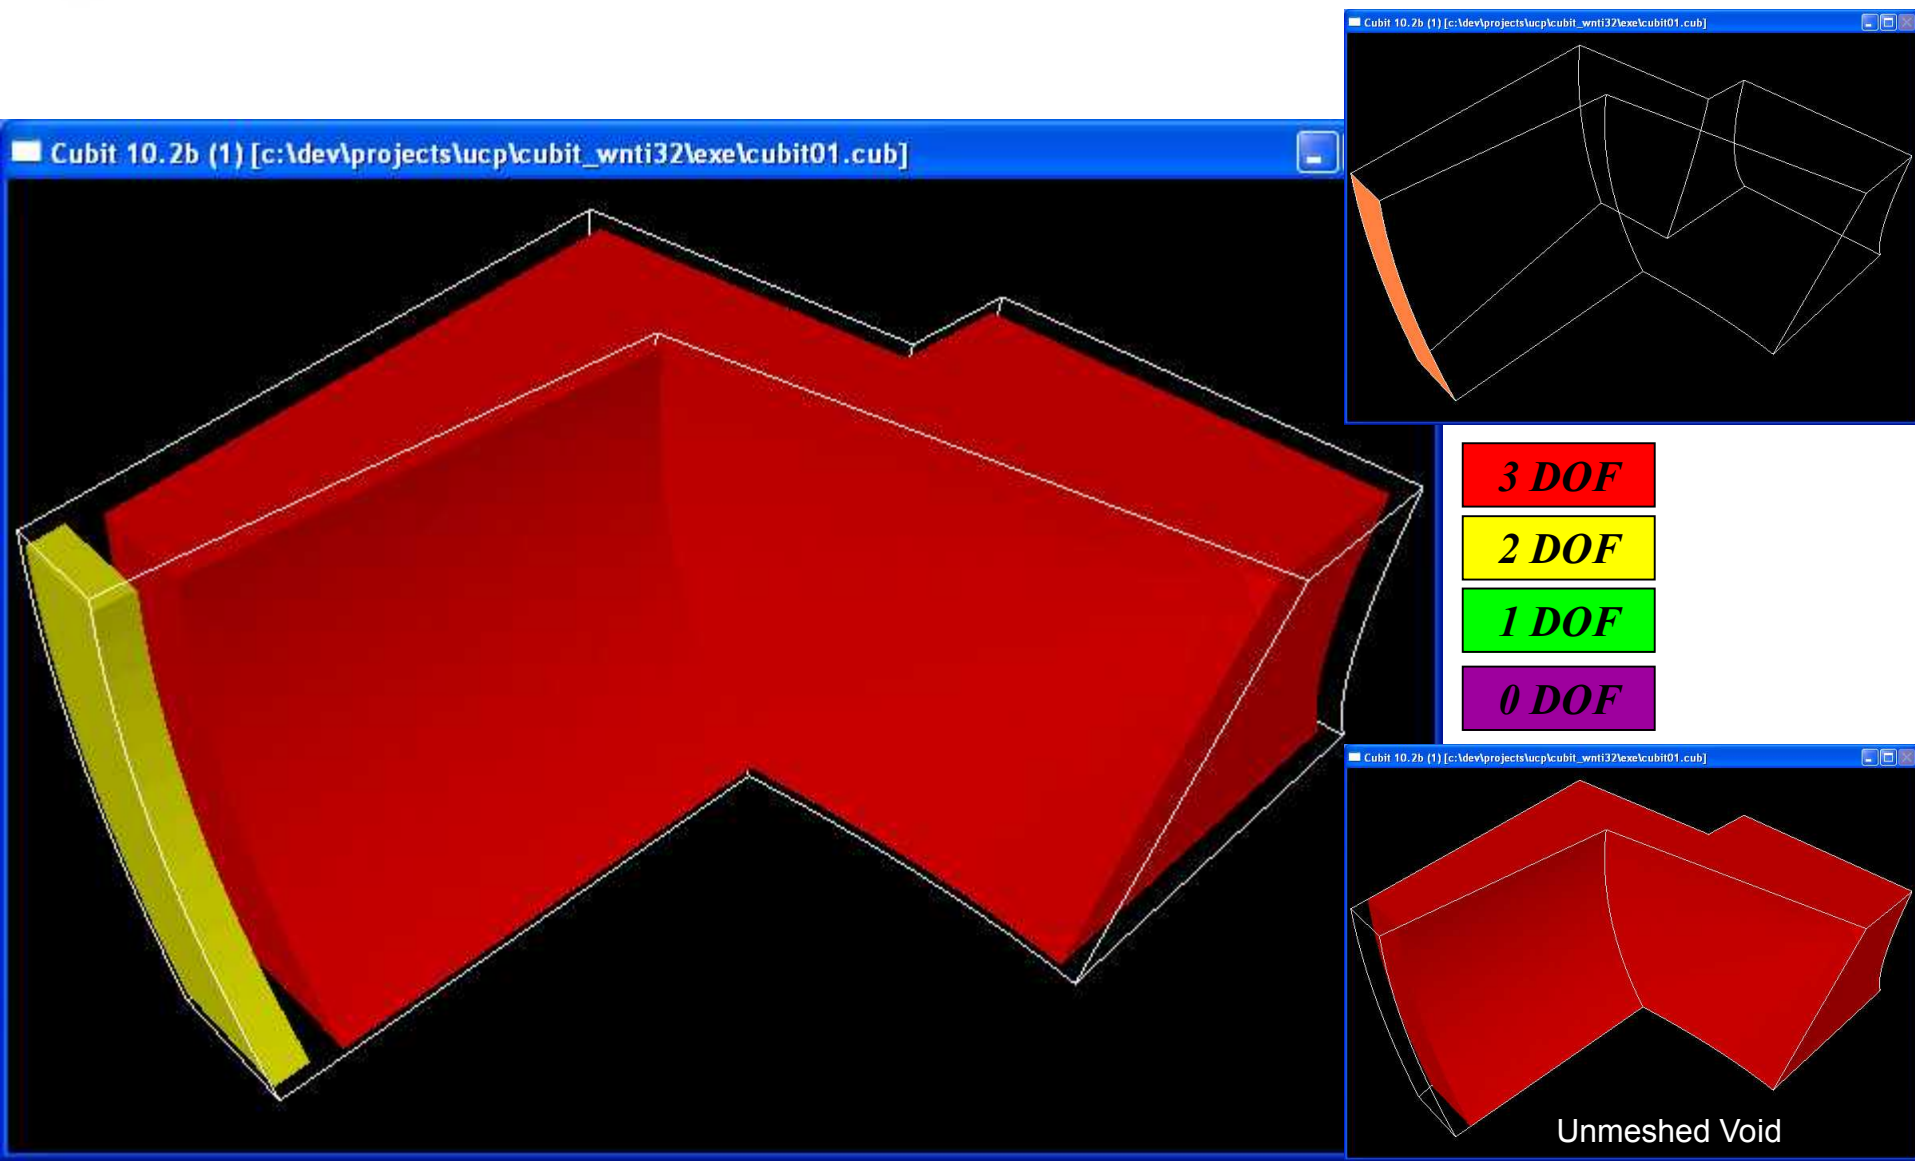 Cubit 10.2b (1) [c:\dev\projects\ucp\cubit_wnti32\exe\cubit01.cub]
Cubit 10.2b (1) [c:\dev\projects\ucp\cubit_wnti32\exe\cubit01.cub]
3 DOF
2 DOF
1 DOF
0 DOF
Cubit 10.2b (1) [c:\dev\projects\ucp\cubit_wnti32\exe\cubit01.cub]
Unmeshed Void